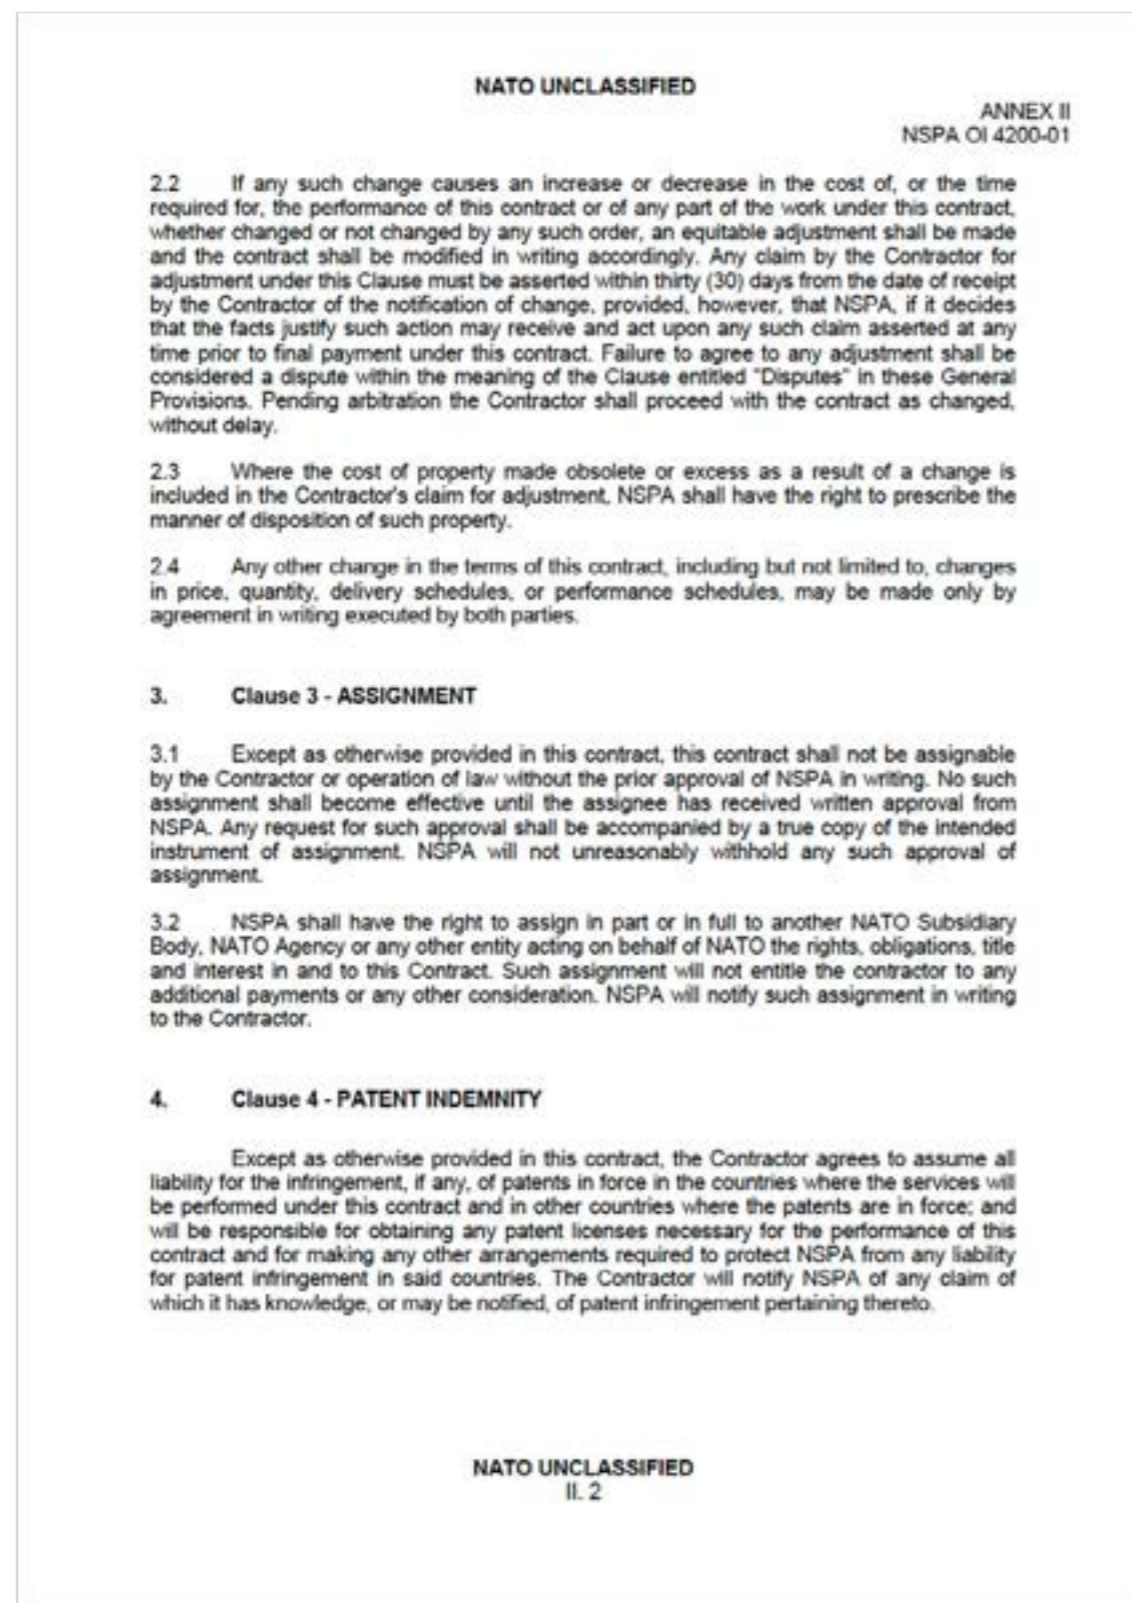 NATO UNCLASSIFIED
ANNEX II
NSPA OI 4200-01
2.2 If any such change causes an increase or decrease in the cost of, or the time
required for, the performance of this contract or of any part of the work under this contract,
whether changed or not changed by any such order, an equitable adjustment shall be made
and the contract shall be modified in writing accordingly. Any claim by the Contractor for
adjustment under this Clause must be asserted within thirty (30) days from the date of receipt
by the Contractor of the notification of change, provided, however, that NSPA, if it decides
that the facts justify such action may receive and act upon any such claim asserted at any
time prior to final payment under this contract. Failure to agree to any adjustment shall be
considered a dispute within the meaning of the Clause entitled "Disputes" in these General
Provisions. Pending arbitration the Contractor shall proceed with the contract as changed,
without delay.
2.3 Where the cost of property made obsolete or excess as a result of a change is
included in the Contractor's claim for adjustment, NSPA shall have the right to prescribe the
manner of disposition of such property.
2.4 Any other change in the terms of this contract, including but not limited to, changes
in price, quantity, delivery schedules, or performance schedules, may be made only by
agreement in writing executed by both parties.
3. Clause 3 - ASSIGNMENT
3.1 Except as otherwise provided in this contract, this contract shall not be assignable
by the Contractor or operation of law without the prior approval of NSPA in writing. No such
assignment shall become effective until the assignee has received written approval from
NSPA. Any request for such approval shall be accompanied by a true copy of the intended
instrument of assignment. NSPA will not unreasonably withhold any such approval of
assignment.
3.2 NSPA shall have the right to assign in part or in full to another NATO Subsidiary
Body, NATO Agency or any other entity acting on behalf of NATO the rights, obligations, title
and interest in and to this Contract. Such assignment will not entitle the contractor to any
additional payments or any other consideration. NSPA will notify such assignment in writing
to the Contractor.
4. Clause 4 - PATENT INDEMNITY
Except as otherwise provided in this contract, the Contractor agrees to assume all
liability for the infringement, if any, of patents in force in the countries where the services will
be performed under this contract and in other countries where the patents are in force; and
will be responsible for obtaining any patent licenses necessary for the performance of this
contract and for making any other arrangements required to protect NSPA from any liability
for patent infringement in said countries. The Contractor will notify NSPA of any claim of
which it has knowledge, or may be notified, of patent infringement pertaining thereto.
NATO UNCLASSIFIED
II. 2